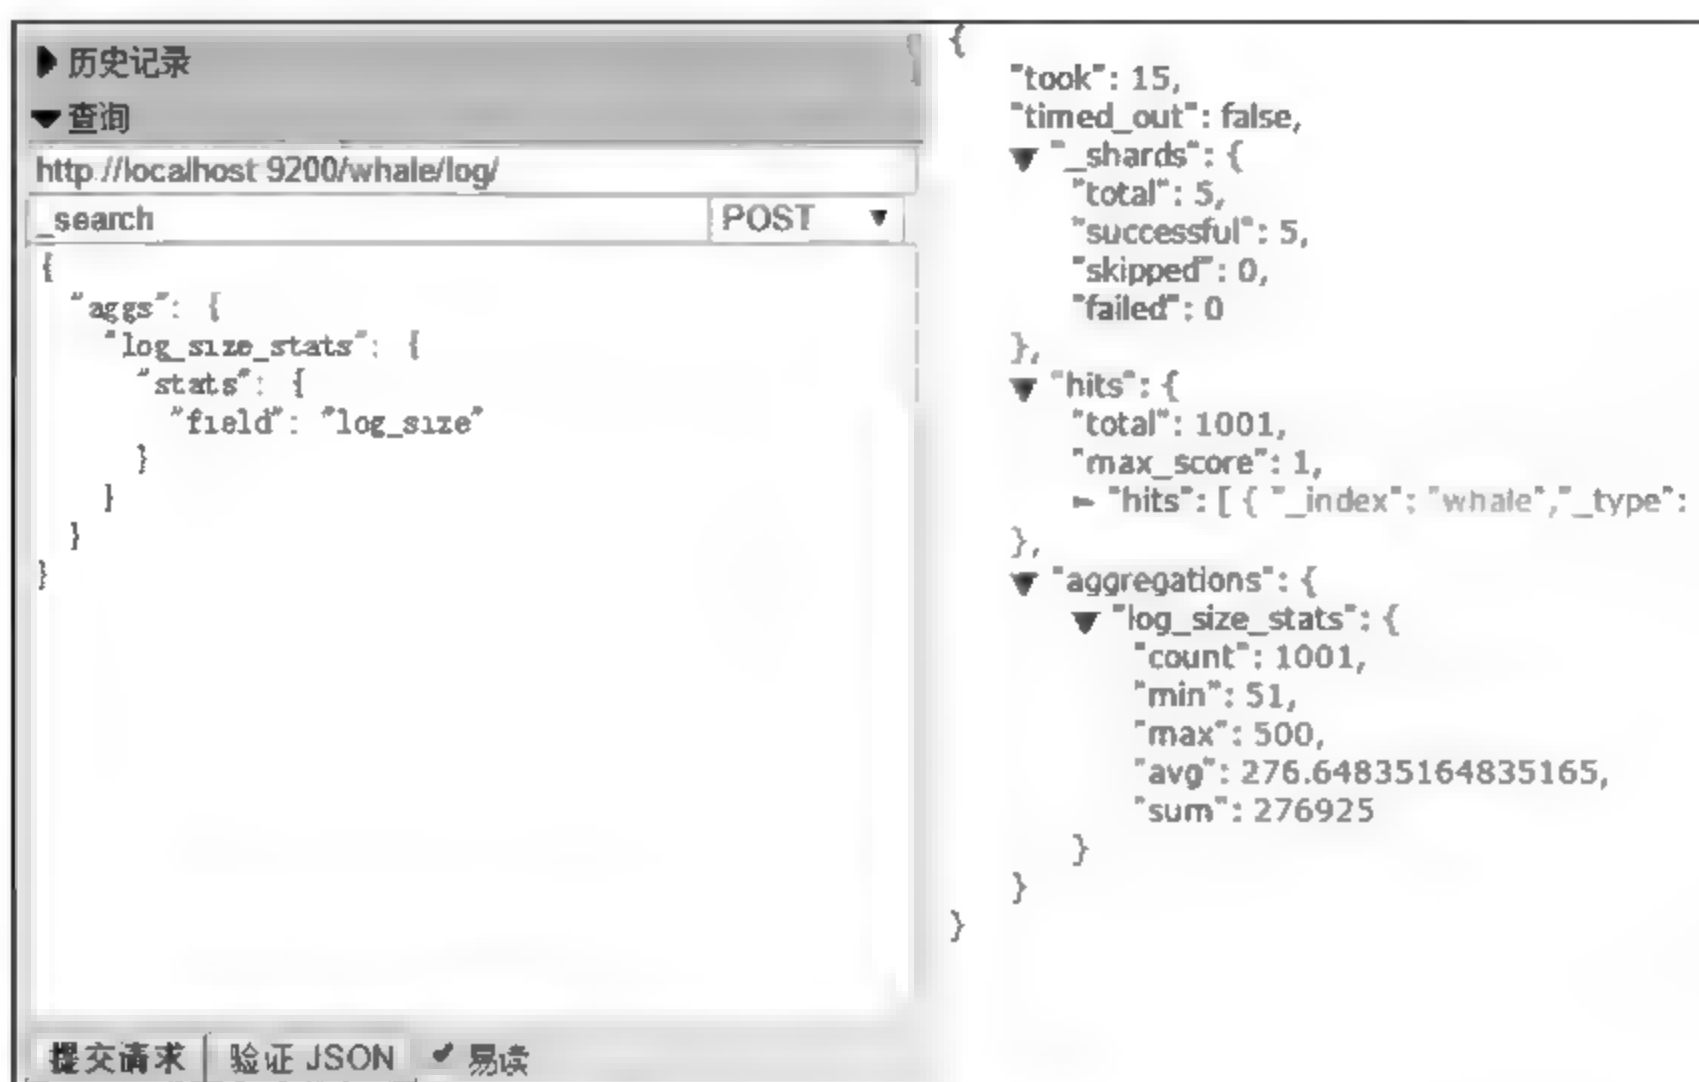 历史记录
查询
http://localhost:9200/whale/log/
_search POST
{
"aggs": {
"log_size_stats": {
"stats": {
"field": "log_size"
}
}
}
}
提交请求 验证 JSON 易读
{
"took": 15,
"timed_out": false,
"_shards": {
"total": 5,
"successful": 5,
"skipped": 0,
"failed": 0
},
"hits": {
"total": 1001,
"max_score": 1,
"hits": [ { "_index": "whale","_type":
},
"aggregations": {
"log_size_stats": {
"count": 1001,
"min": 51,
"max": 500,
"avg": 276.64835164835165,
"sum": 276925
}
}
}